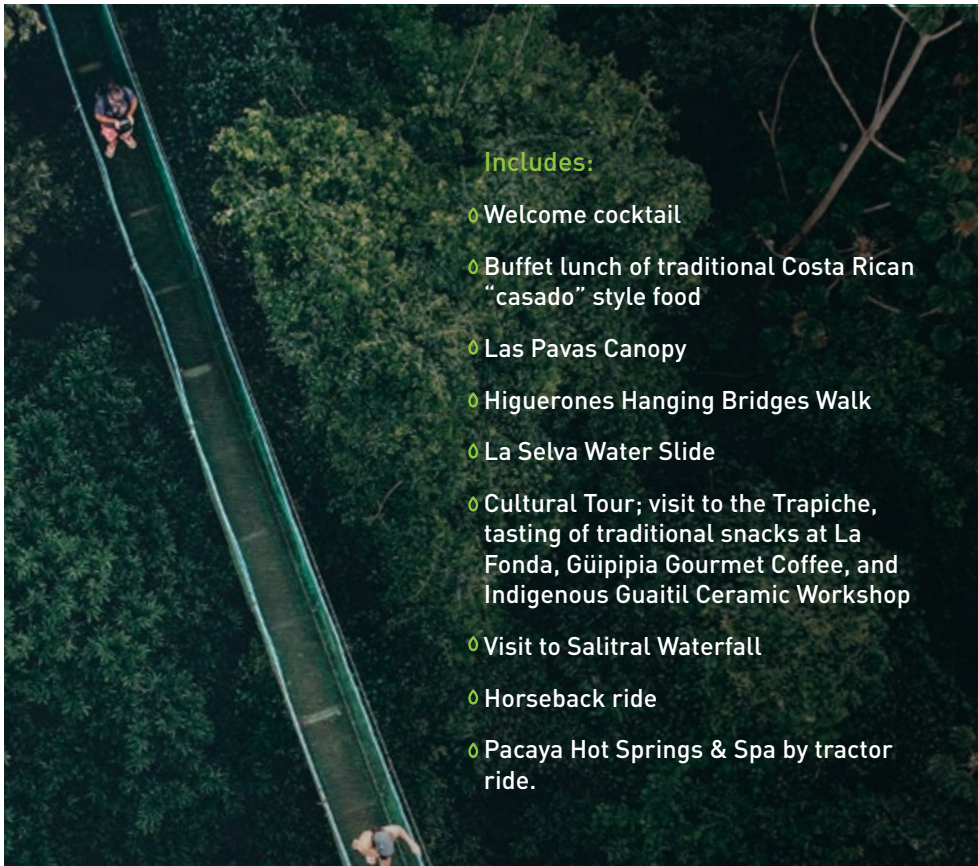 Includes:
Welcome cocktail
Buffet lunch of traditional Costa Rican
“casado” style food
Las Pavas Canopy
Higuerones Hanging Bridges Walk
La Selva Water Slide
Cultural Tour; visit to the Trapiche,
tasting of traditional snacks at La
Fonda, Güipipia Gourmet Coffee, and
Indigenous Guaitil Ceramic Workshop
Visit to Salitral Waterfall
Horseback ride
Pacaya Hot Springs & Spa by tractor
ride.